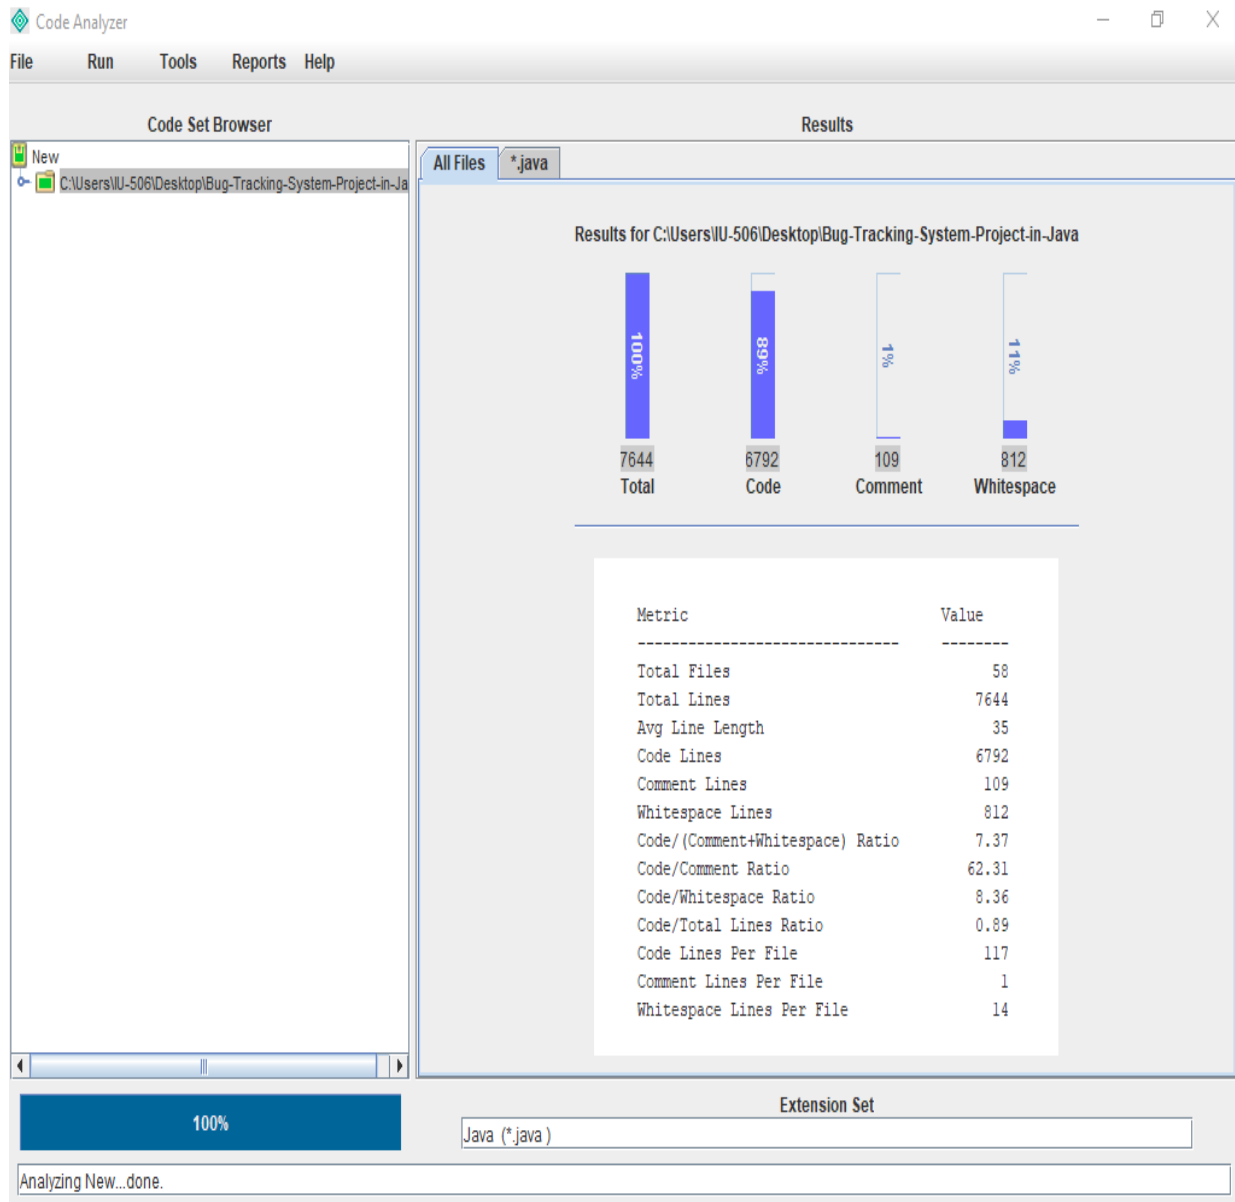 Code Analyzer
File Run Tools Reports Help
Code Set Browser
New
C:\Users\IU-506\Desktop\Bug-Tracking-System-Project-in-Ja
Results
All Files *.java
Results for C:\Users\IU-506\Desktop\Bug-Tracking-System-Project-in-Java
100% 89% 1% 11%
7644 6792 109 812
Total Code Comment Whitespace
Metric Value
------------------------------- --------
Total Files 58
Total Lines 7644
Avg Line Length 35
Code Lines 6792
Comment Lines 109
Whitespace Lines 812
Code/(Comment+Whitespace) Ratio 7.37
Code/Comment Ratio 62.31
Code/Whitespace Ratio 8.36
Code/Total Lines Ratio 0.89
Code Lines Per File 117
Comment Lines Per File 1
Whitespace Lines Per File 14
100%
Extension Set
Java (*.java )
Analyzing New...done.